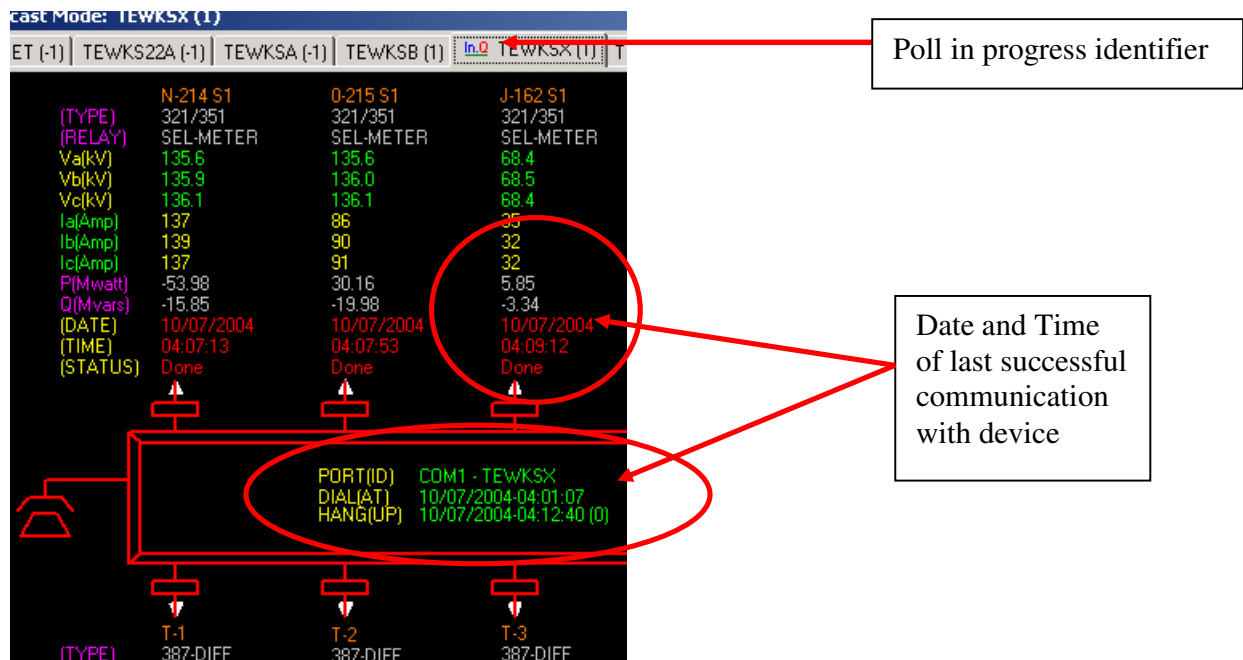 cast Mode: TEWKSX (1)
ET (-1) TEWKS22A (-1) TEWKSA (-1) TEWKSB (1) In.Q TEWKSX (1) T
Poll in progress identifier
N-214 S1 O-215 S1 J-162 S1
(TYPE) 321/351 321/351 321/351
(RELAY) SEL-METER SEL-METER SEL-METER
Va(kV) 135.6 135.6 68.4
Vb(kV) 135.9 136.0 68.5
Vc(kV) 136.1 136.1 68.4
Ia(Amp) 137 86 35
Ib(Amp) 139 90 32
Ic(Amp) 137 91 32
P(Mwatt) -53.98 30.16 5.85
Q(Mvars) -15.85 -19.98 -3.34
(DATE) 10/07/2004 10/07/2004 10/07/2004
(TIME) 04:07:13 04:07:53 04:09:12
(STATUS) Done Done Done
Date and Time
of last successful
communication
with device
PORT(ID) COM1 - TEWKSX
DIAL(AT) 10/07/2004-04:01:07
HANG(UP) 10/07/2004-04:12:40 (0)
T-1 T-2 T-3
(TYPE) 387-DIFF 387-DIFF 387-DIFF